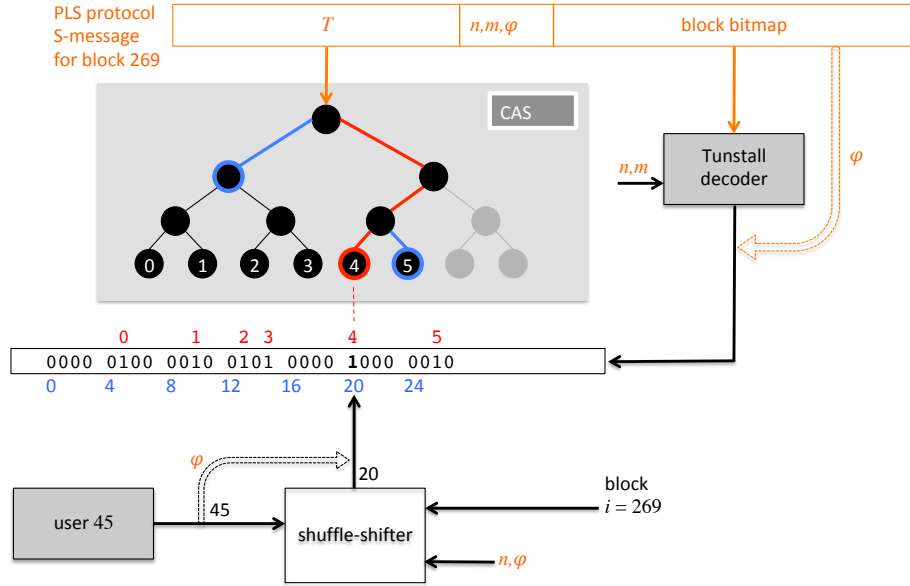 PLS protocol
S-message
for block 269
T
n,m,φ
block bitmap
CAS
n,m
Tunstall
decoder
φ
0 1 2 3 4 5
0 1 2 3 4 5
0000 0100 0010 0101 0000 1000 0010
0 4 8 12 16 20 24
φ
20
user 45
45
shuffle-shifter
block
i = 269
n,φ